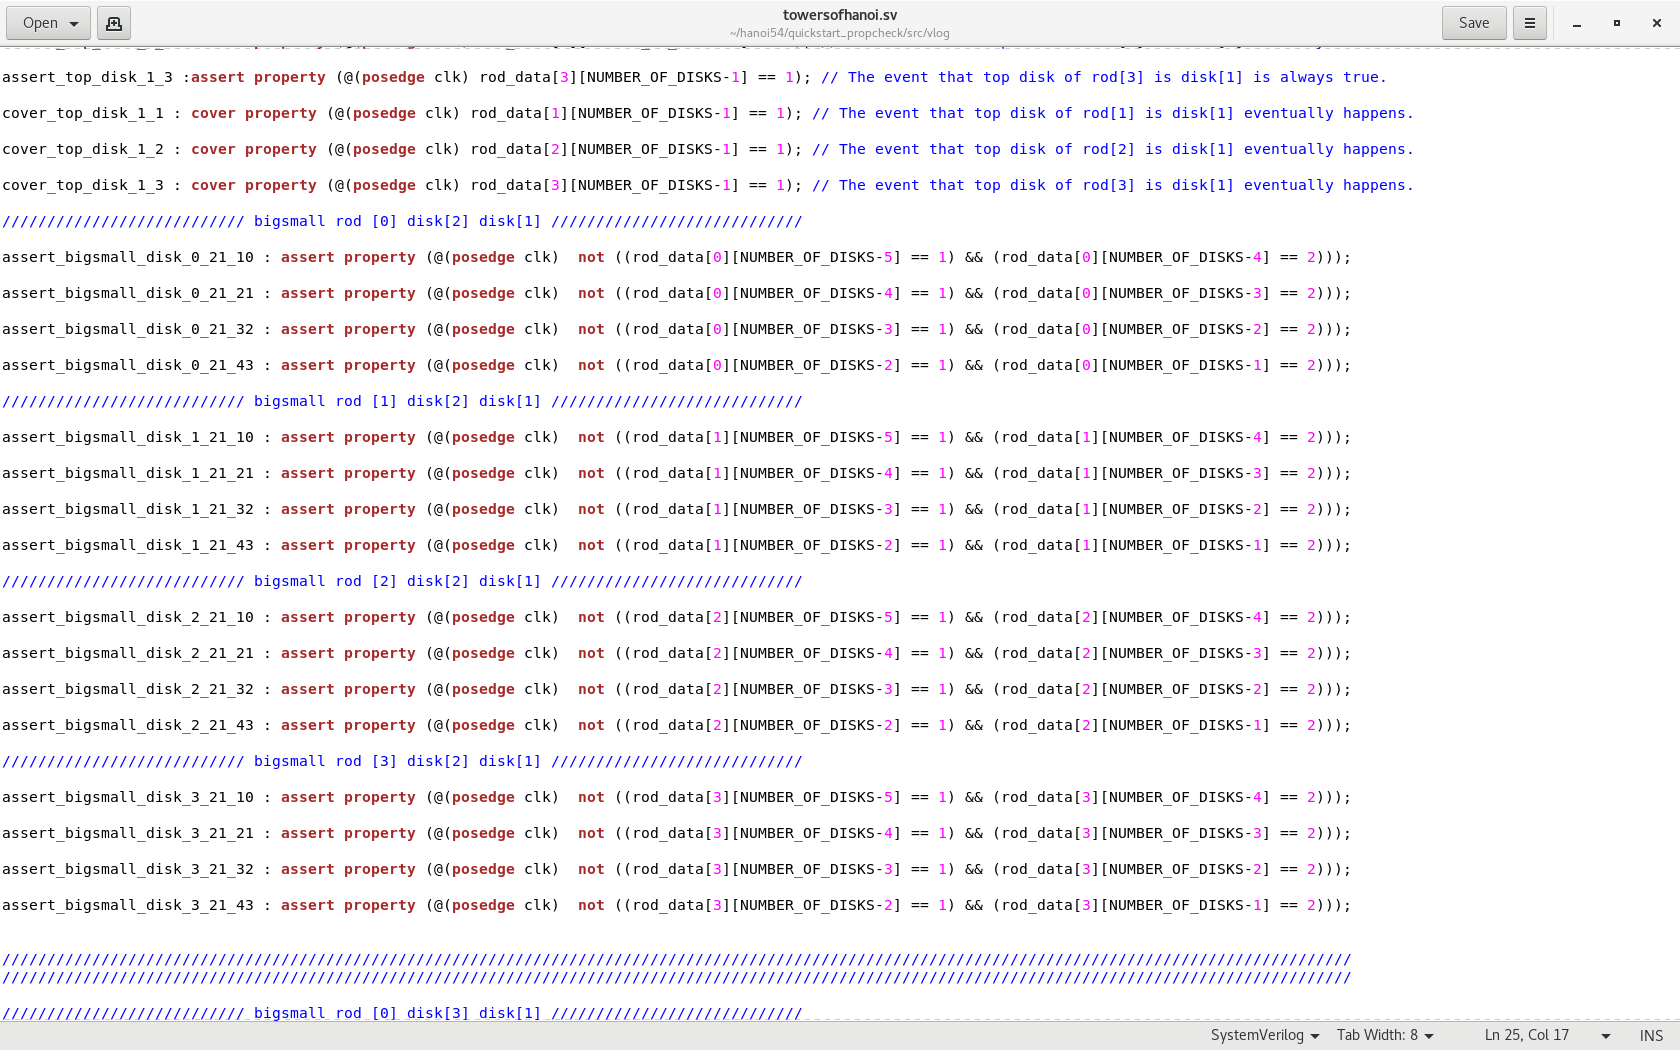 Open
towersofhanoi.sv
~/hanoi54/quickstart_propcheck/src/vlog
Save
assert_top_disk_1_3 :assert property (@(posedge clk) rod_data[3][NUMBER_OF_DISKS-1] == 1); // The event that top disk of rod[3] is disk[1] is always true.
cover_top_disk_1_1 : cover property (@(posedge clk) rod_data[1][NUMBER_OF_DISKS-1] == 1); // The event that top disk of rod[1] is disk[1] eventually happens.
cover_top_disk_1_2 : cover property (@(posedge clk) rod_data[2][NUMBER_OF_DISKS-1] == 1); // The event that top disk of rod[2] is disk[1] eventually happens.
cover_top_disk_1_3 : cover property (@(posedge clk) rod_data[3][NUMBER_OF_DISKS-1] == 1); // The event that top disk of rod[3] is disk[1] eventually happens.
/////////////////////////// bigsmall rod [0] disk[2] disk[1] ////////////////////////////
assert_bigsmall_disk_0_21_10 : assert property (@(posedge clk)  not ((rod_data[0][NUMBER_OF_DISKS-5] == 1) && (rod_data[0][NUMBER_OF_DISKS-4] == 2)));
assert_bigsmall_disk_0_21_21 : assert property (@(posedge clk)  not ((rod_data[0][NUMBER_OF_DISKS-4] == 1) && (rod_data[0][NUMBER_OF_DISKS-3] == 2)));
assert_bigsmall_disk_0_21_32 : assert property (@(posedge clk)  not ((rod_data[0][NUMBER_OF_DISKS-3] == 1) && (rod_data[0][NUMBER_OF_DISKS-2] == 2)));
assert_bigsmall_disk_0_21_43 : assert property (@(posedge clk)  not ((rod_data[0][NUMBER_OF_DISKS-2] == 1) && (rod_data[0][NUMBER_OF_DISKS-1] == 2)));
/////////////////////////// bigsmall rod [1] disk[2] disk[1] ////////////////////////////
assert_bigsmall_disk_1_21_10 : assert property (@(posedge clk)  not ((rod_data[1][NUMBER_OF_DISKS-5] == 1) && (rod_data[1][NUMBER_OF_DISKS-4] == 2)));
assert_bigsmall_disk_1_21_21 : assert property (@(posedge clk)  not ((rod_data[1][NUMBER_OF_DISKS-4] == 1) && (rod_data[1][NUMBER_OF_DISKS-3] == 2)));
assert_bigsmall_disk_1_21_32 : assert property (@(posedge clk)  not ((rod_data[1][NUMBER_OF_DISKS-3] == 1) && (rod_data[1][NUMBER_OF_DISKS-2] == 2)));
assert_bigsmall_disk_1_21_43 : assert property (@(posedge clk)  not ((rod_data[1][NUMBER_OF_DISKS-2] == 1) && (rod_data[1][NUMBER_OF_DISKS-1] == 2)));
/////////////////////////// bigsmall rod [2] disk[2] disk[1] ////////////////////////////
assert_bigsmall_disk_2_21_10 : assert property (@(posedge clk)  not ((rod_data[2][NUMBER_OF_DISKS-5] == 1) && (rod_data[2][NUMBER_OF_DISKS-4] == 2)));
assert_bigsmall_disk_2_21_21 : assert property (@(posedge clk)  not ((rod_data[2][NUMBER_OF_DISKS-4] == 1) && (rod_data[2][NUMBER_OF_DISKS-3] == 2)));
assert_bigsmall_disk_2_21_32 : assert property (@(posedge clk)  not ((rod_data[2][NUMBER_OF_DISKS-3] == 1) && (rod_data[2][NUMBER_OF_DISKS-2] == 2)));
assert_bigsmall_disk_2_21_43 : assert property (@(posedge clk)  not ((rod_data[2][NUMBER_OF_DISKS-2] == 1) && (rod_data[2][NUMBER_OF_DISKS-1] == 2)));
/////////////////////////// bigsmall rod [3] disk[2] disk[1] ////////////////////////////
assert_bigsmall_disk_3_21_10 : assert property (@(posedge clk)  not ((rod_data[3][NUMBER_OF_DISKS-5] == 1) && (rod_data[3][NUMBER_OF_DISKS-4] == 2)));
assert_bigsmall_disk_3_21_21 : assert property (@(posedge clk)  not ((rod_data[3][NUMBER_OF_DISKS-4] == 1) && (rod_data[3][NUMBER_OF_DISKS-3] == 2)));
assert_bigsmall_disk_3_21_32 : assert property (@(posedge clk)  not ((rod_data[3][NUMBER_OF_DISKS-3] == 1) && (rod_data[3][NUMBER_OF_DISKS-2] == 2)));
assert_bigsmall_disk_3_21_43 : assert property (@(posedge clk)  not ((rod_data[3][NUMBER_OF_DISKS-2] == 1) && (rod_data[3][NUMBER_OF_DISKS-1] == 2)));
//////////////////////////////////////////////////////////////////////////////////////////////////////////////////////////////////////////////////////
//////////////////////////////////////////////////////////////////////////////////////////////////////////////////////////////////////////////////////
/////////////////////////// bigsmall rod [0] disk[3] disk[1] ////////////////////////////
SystemVerilog
Tab Width: 8
Ln 25, Col 17
INS